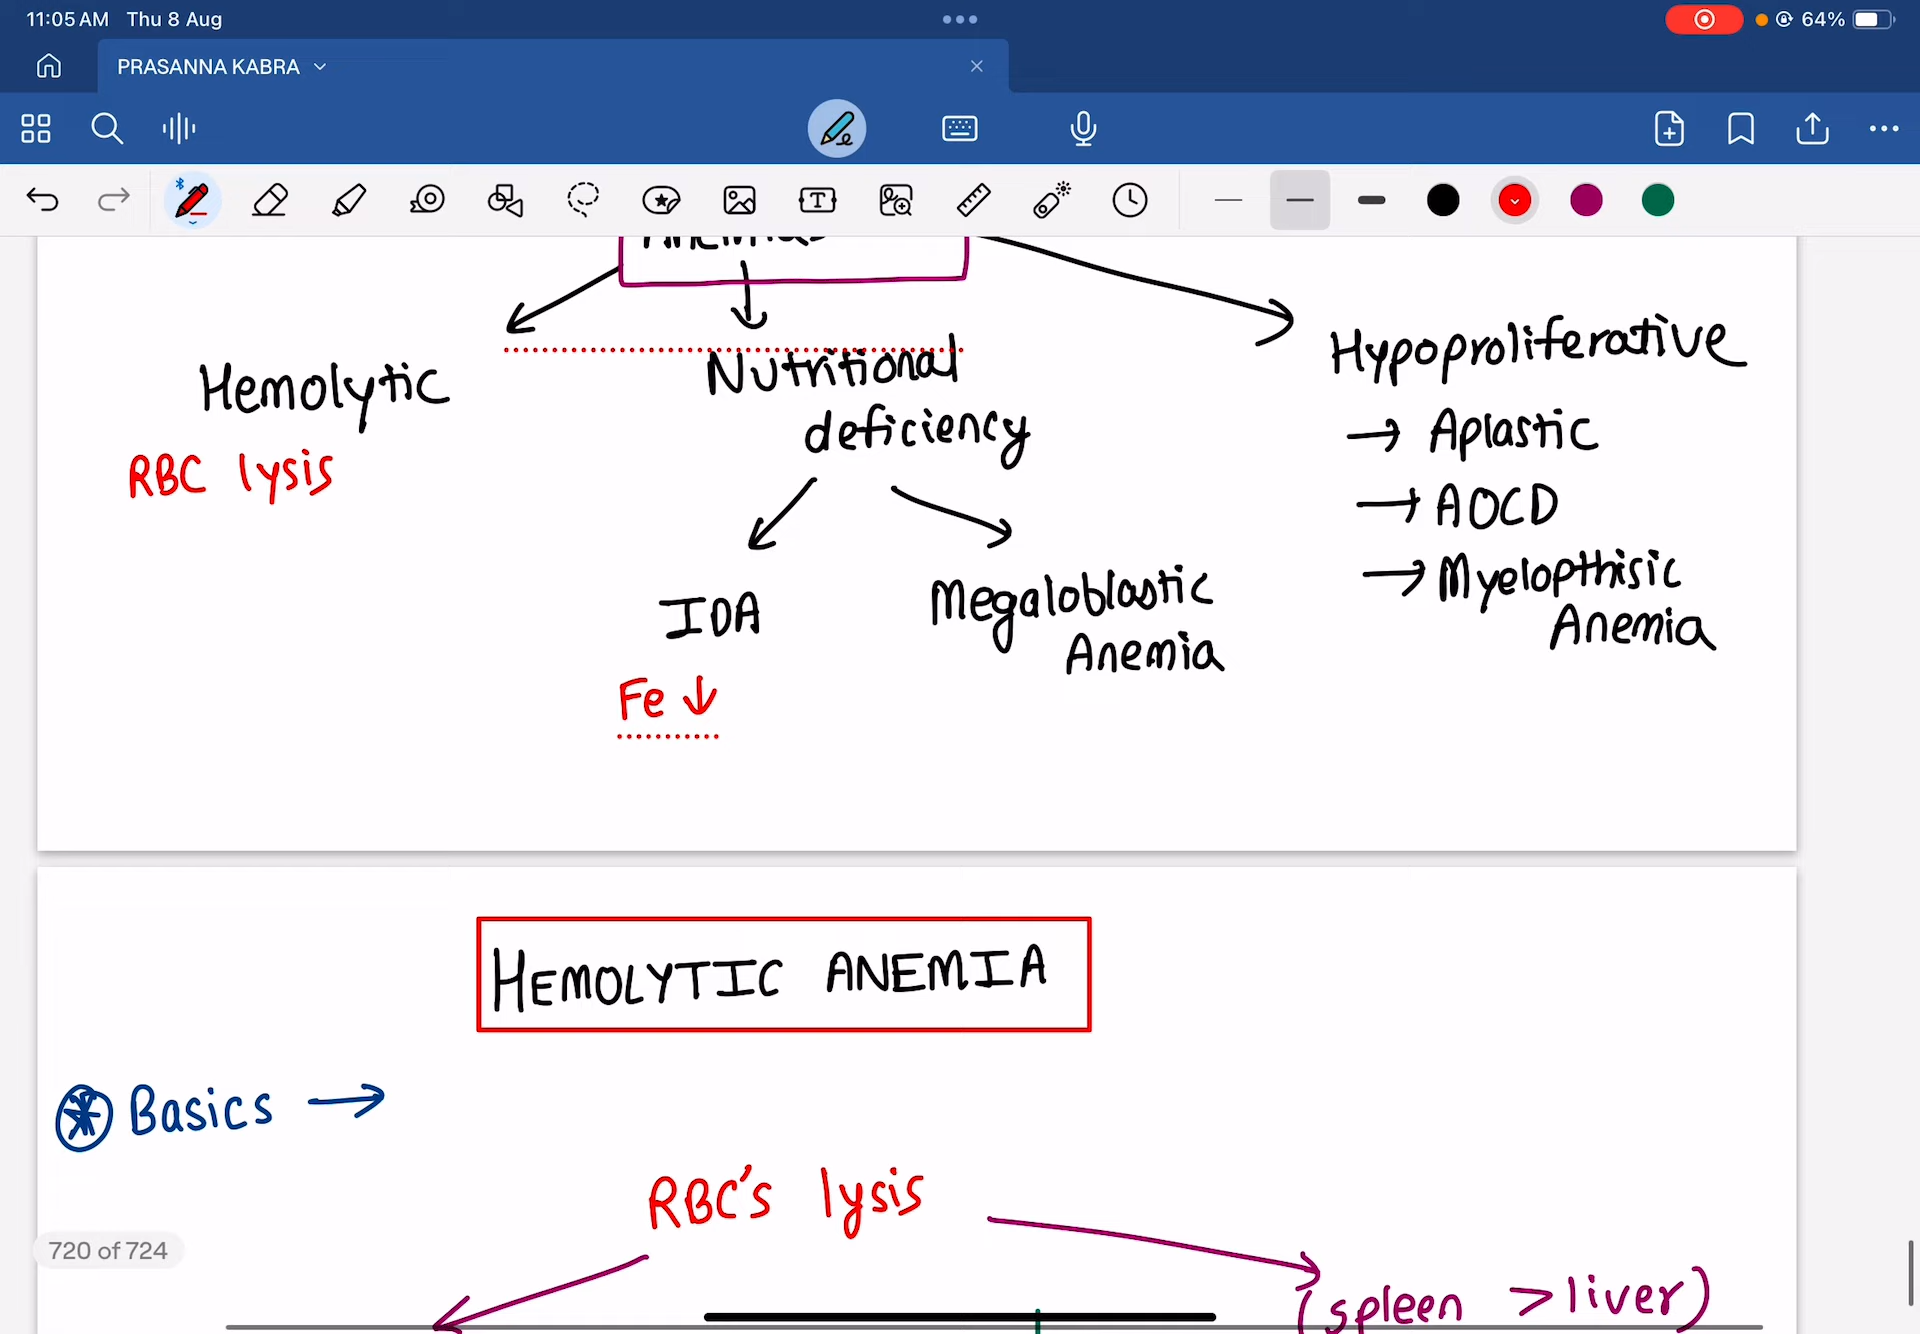 11:05 AM Thu 8 Aug
64%
PRASANNA KABRA
Anemias
Hemolytic
RBC lysis
Nutritional
deficiency
IDA
Fe ↓
Megaloblastic
Anemia
Hypoproliferative
→ Aplastic
→ AOCD
→ Myelopthisic
Anemia
HEMOLYTIC ANEMIA
Basics →
RBC's lysis
(spleen > liver)
720 of 724